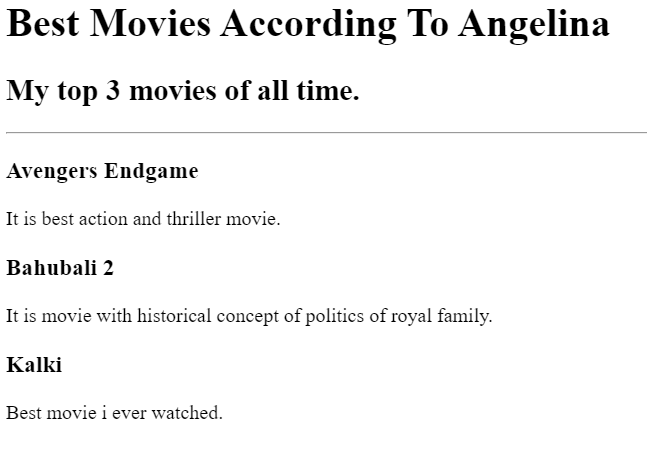 Best Movies According To Angelina
My top 3 movies of all time.
Avengers Endgame
It is best action and thriller movie.
Bahubali 2
It is movie with historical concept of politics of royal family.
Kalki
Best movie i ever watched.